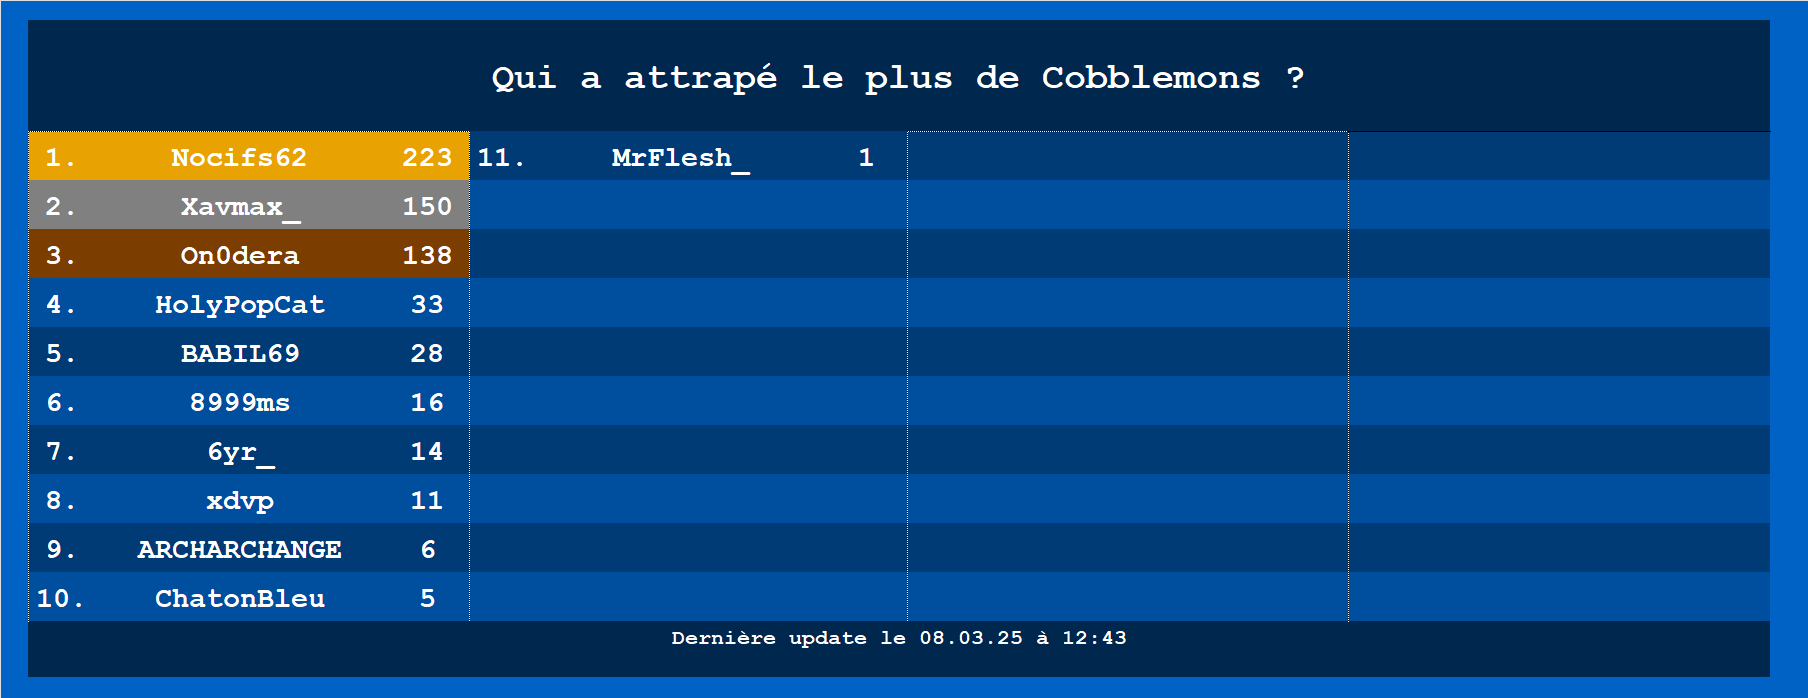 Qui a attrapé le plus de Cobblemons ?
1. Nocifs62 223
2. Xavmax_ 150
3. On0dera 138
4. HolyPopCat 33
5. BABIL69 28
6. 8999ms 16
7. 6yr_ 14
8. xdvp 11
9. ARCHARCHANGE 6
10. ChatonBleu 5
11. MrFlesh_ 1
Dernière update le 08.03.25 à 12:43